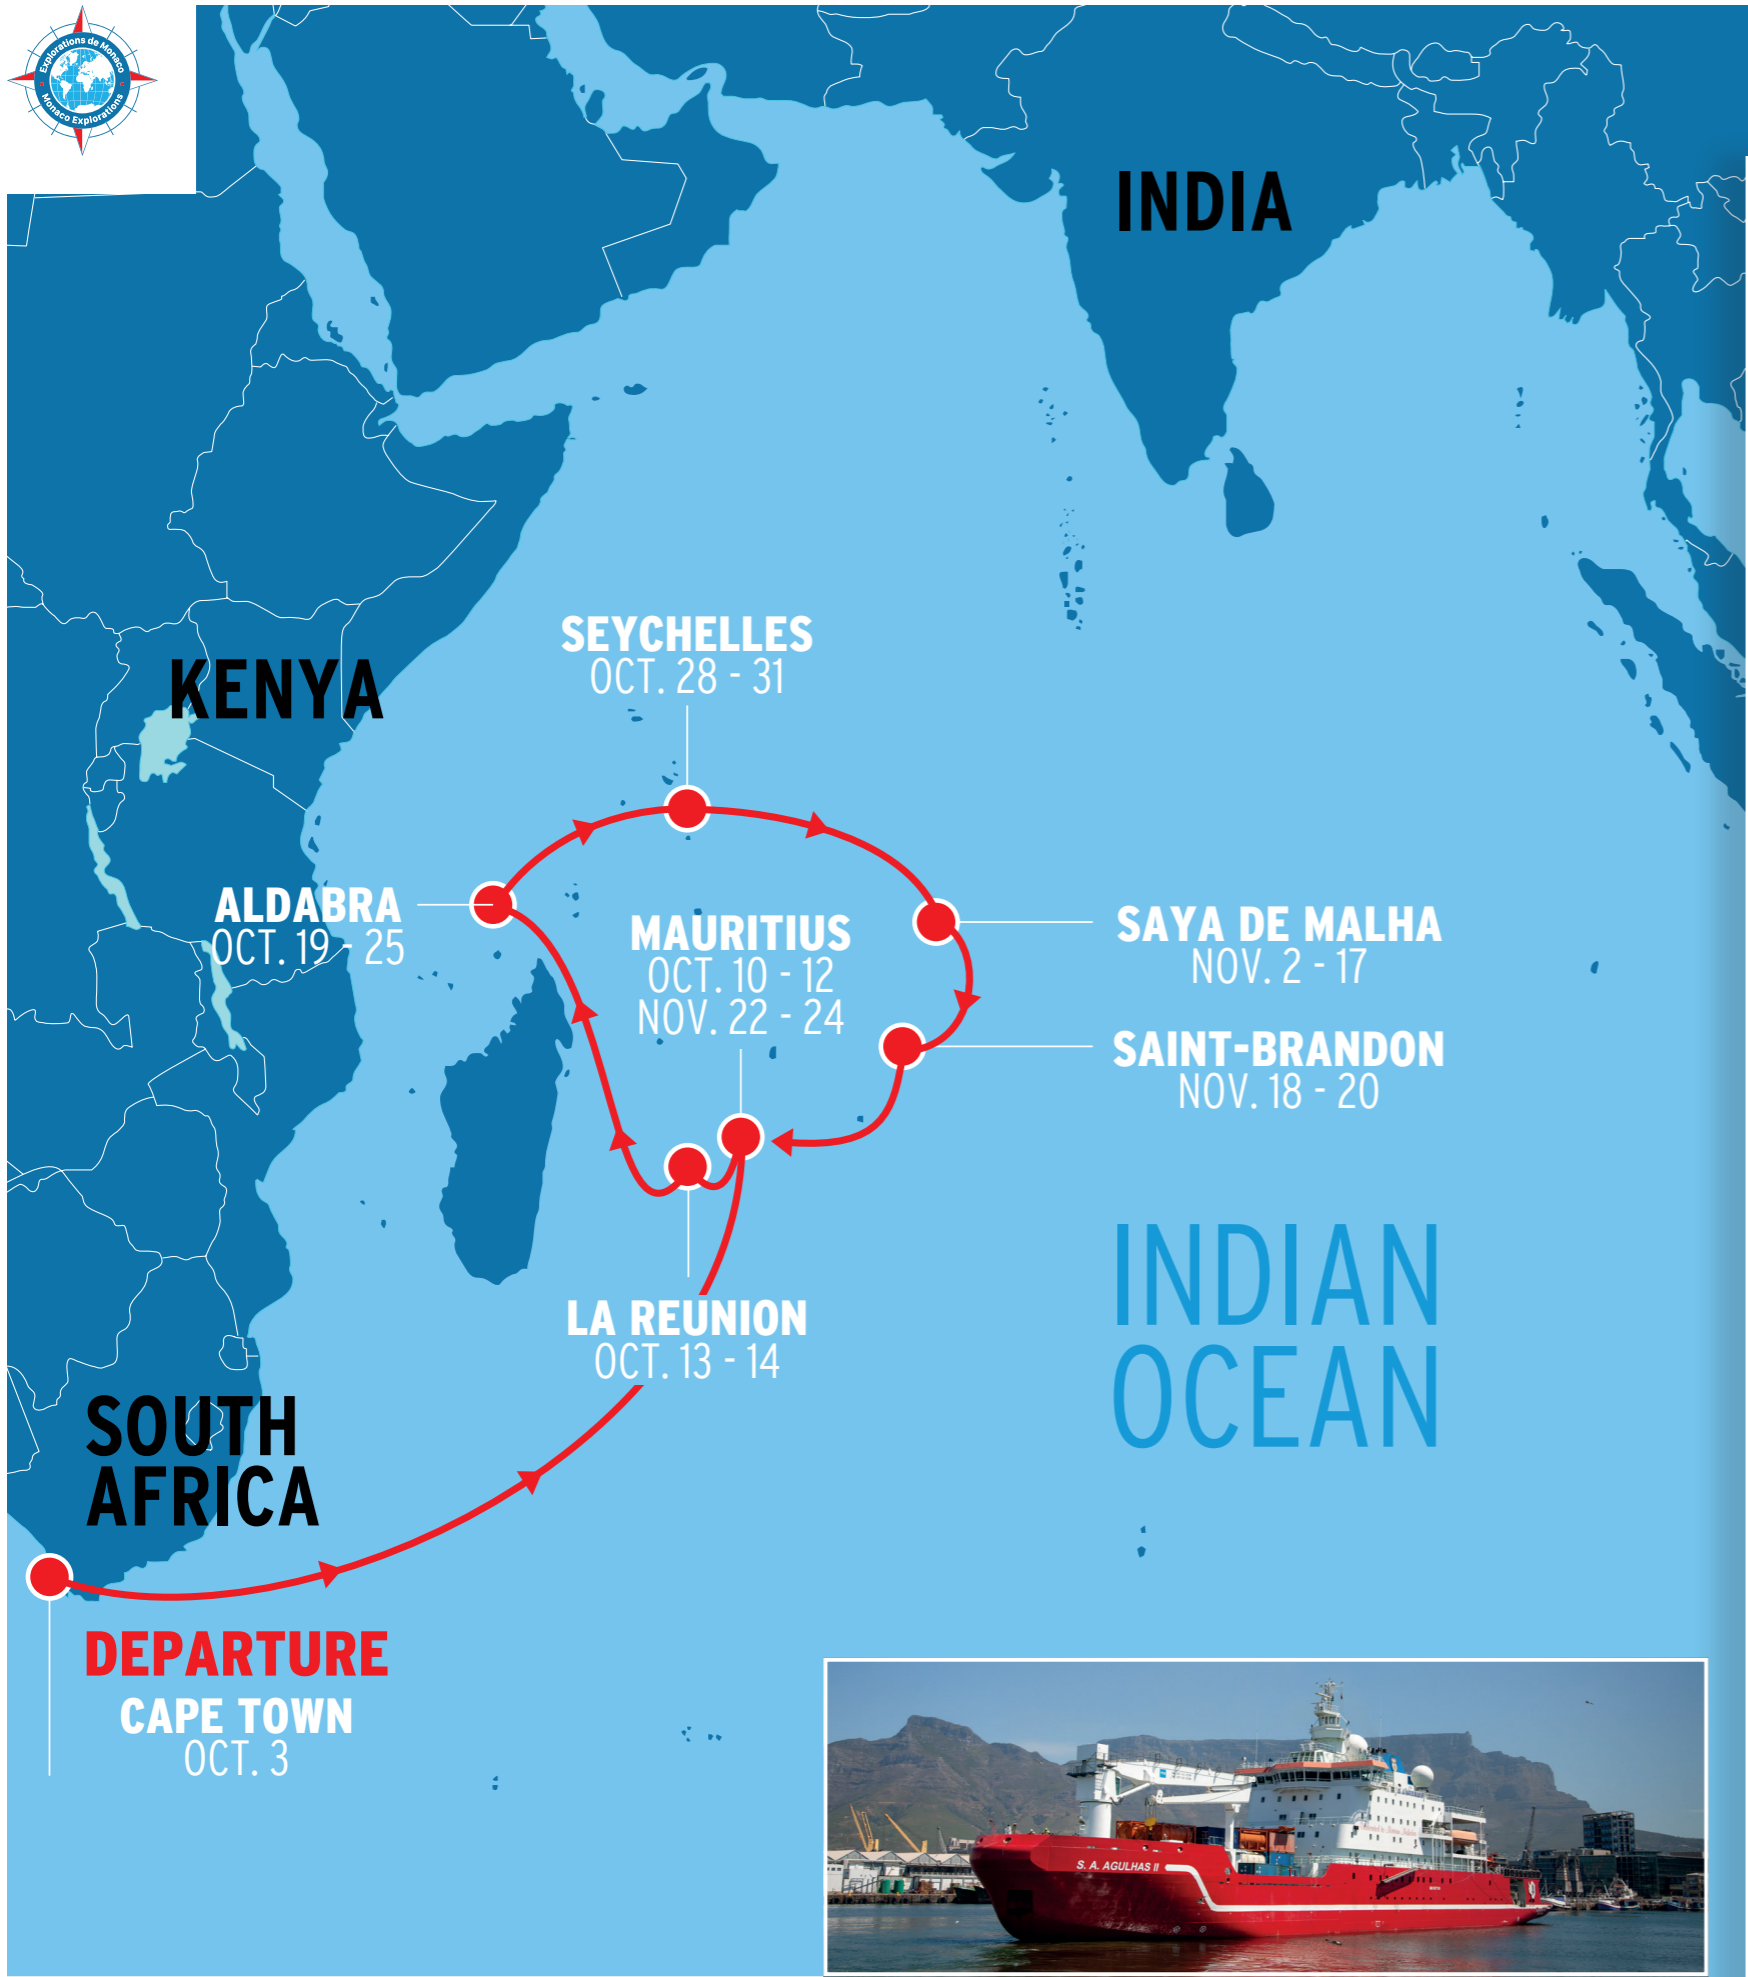 Explorations de Monaco
Monaco Explorations
INDIA
KENYA
SEYCHELLES
OCT. 28 - 31
ALDABRA
OCT. 19 - 25
MAURITIUS
OCT. 10 - 12
NOV. 22 - 24
SAYA DE MALHA
NOV. 2 - 17
SAINT-BRANDON
NOV. 18 - 20
LA REUNION
OCT. 13 - 14
INDIAN
OCEAN
SOUTH
AFRICA
DEPARTURE
CAPE TOWN
OCT. 3
S. A. AGULHAS II